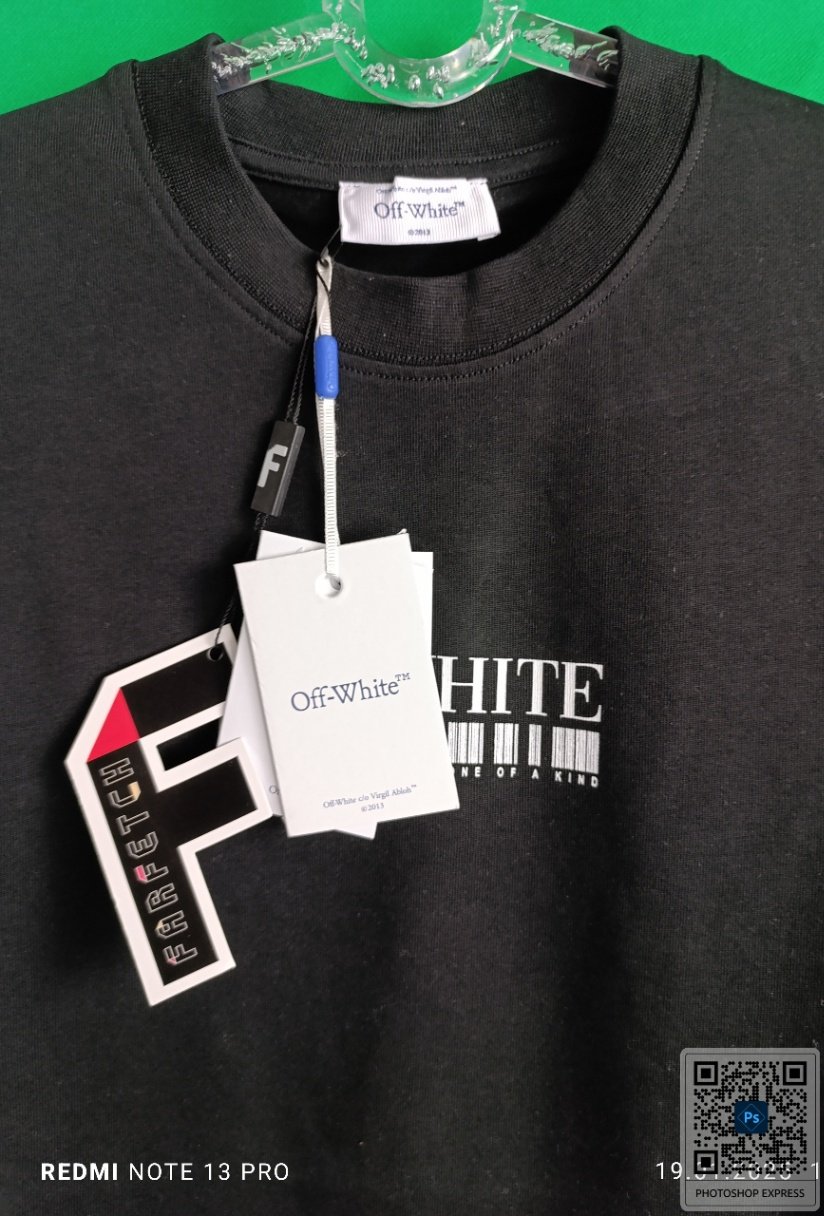 Off-White™
©2013
F
Off-White™
Off-White c/o Virgil Abloh™
©2013
FARFETCH
HITE
ONE OF A KIND
REDMI NOTE 13 PRO
Ps
PHOTOSHOP EXPRESS